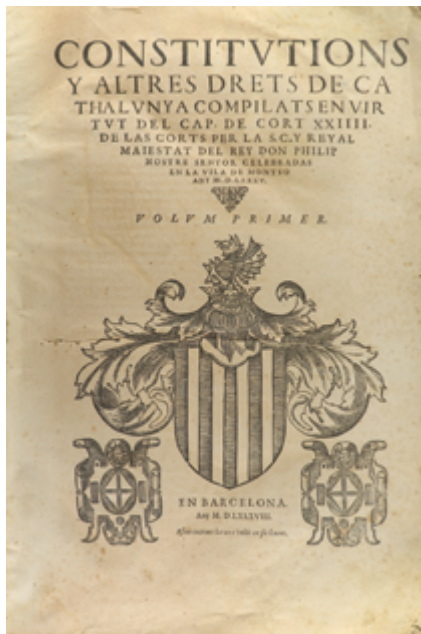 CONSTITVTIONS
Y ALTRES DRETS DE CA
THALVNYA COMPILATS EN VIR
TVT DEL CAP. DE CORT XXIIII.
DE LAS CORTS PER LA S.C.Y REYAL
MAIESTAT DEL REY DON PHILIP
NOSTRE SENYOR CELEBRADAS
EN LA VILA DE
ANY M.D.LXXXV.
VOLVM PRIMER.
EN BARCELONA.
Any M. D.LXLXVIII.